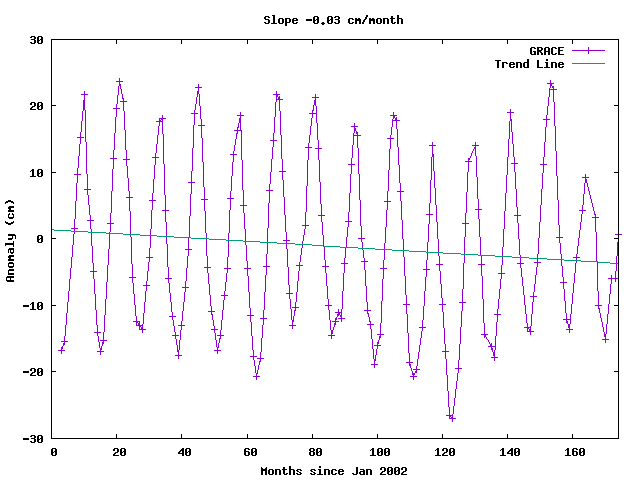 Slope -0.03 cm/month
GRACE
Trend Line
30
20
10
0
-10
-20
-30
Anomaly (cm)
0 20 40 60 80 100 120 140 160
Months since Jan 2002